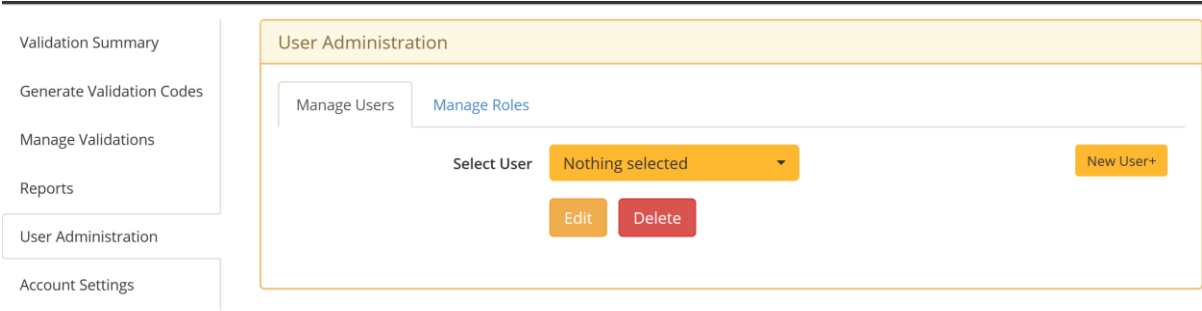 Validation Summary
Generate Validation Codes
Manage Validations
Reports
User Administration
Account Settings
User Administration
Manage Users Manage Roles
Select User Nothing selected New User+
Edit Delete